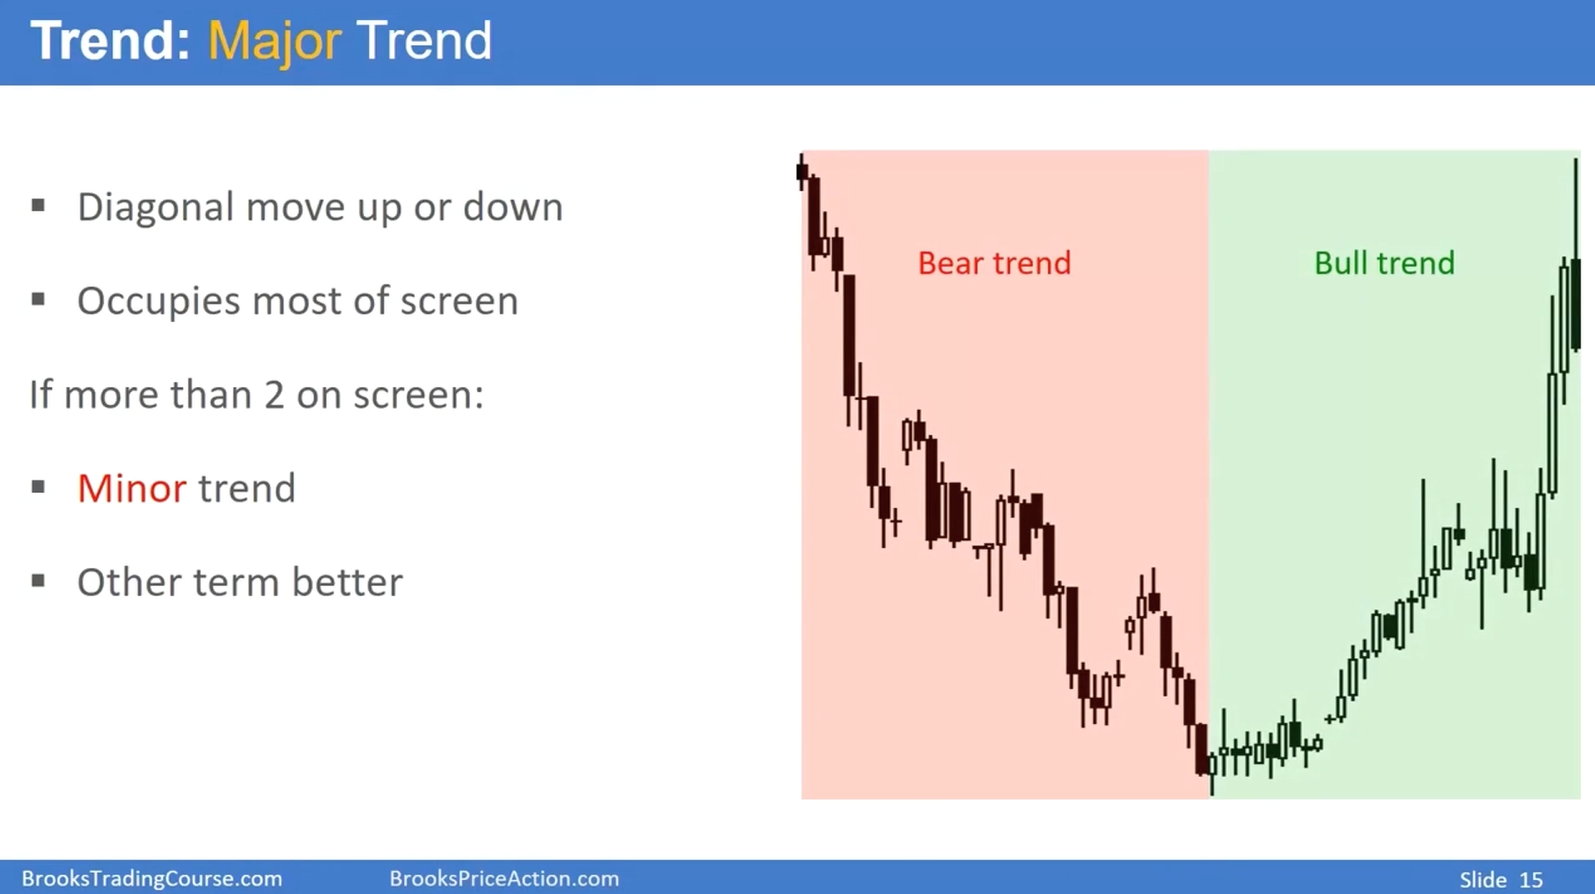 Trend: Major Trend
▪ Diagonal move up or down
▪ Occupies most of screen
If more than 2 on screen:
▪ Minor trend
▪ Other term better
Bear trend
Bull trend
BrooksTradingCourse.com
BrooksPriceAction.com
Slide 15